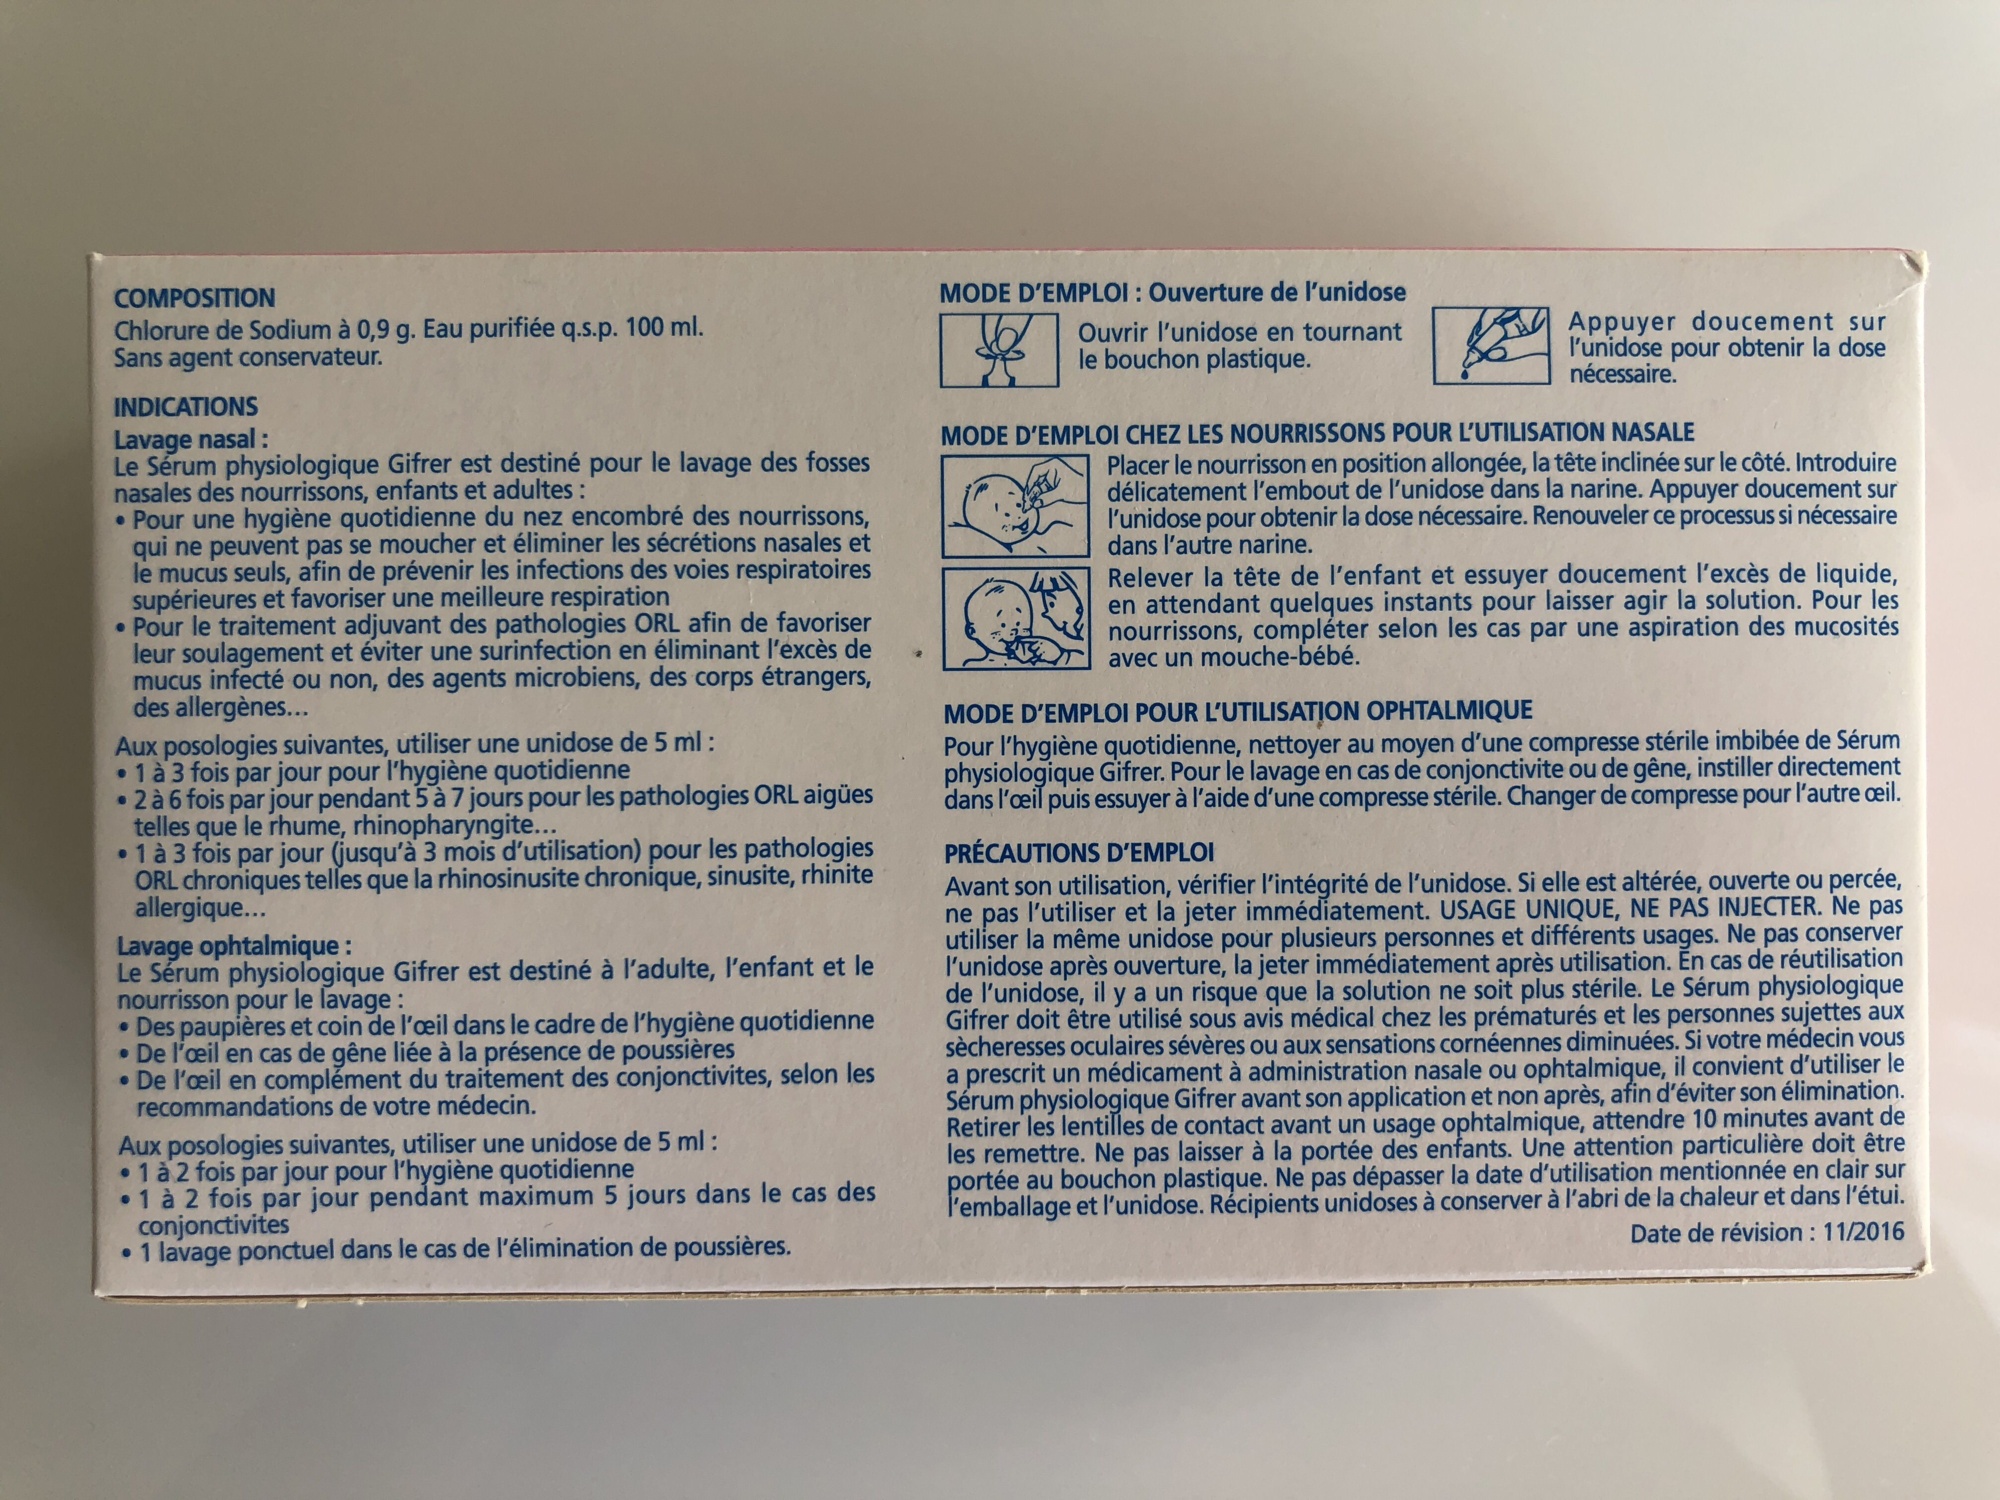 COMPOSITION
Chlorure de Sodium à 0,9 g. Eau purifiée q.s.p. 100 ml.
Sans agent conservateur.
INDICATIONS
Lavage nasal :
Le Sérum physiologique Gifrer est destiné pour le lavage des fosses
nasales des nourrissons, enfants et adultes :
• Pour une hygiène quotidienne du nez encombré des nourrissons,
qui ne peuvent pas se moucher et éliminer les sécrétions nasales et
le mucus seuls, afin de prévenir les infections des voies respiratoires
supérieures et favoriser une meilleure respiration
• Pour le traitement adjuvant des pathologies ORL afin de favoriser
leur soulagement et éviter une surinfection en éliminant l'excès de
mucus infecté ou non, des agents microbiens, des corps étrangers,
des allergènes...
Aux posologies suivantes, utiliser une unidose de 5 ml :
• 1 à 3 fois par jour pour l'hygiène quotidienne
• 2 à 6 fois par jour pendant 5 à 7 jours pour les pathologies ORL aigües
telles que le rhume, rhinopharyngite...
• 1 à 3 fois par jour (jusqu'à 3 mois d'utilisation) pour les pathologies
ORL chroniques telles que la rhinosinusite chronique, sinusite, rhinite
allergique...
Lavage ophtalmique :
Le Sérum physiologique Gifrer est destiné à l'adulte, l'enfant et le
nourrisson pour le lavage :
• Des paupières et coin de l'œil dans le cadre de l'hygiène quotidienne
• De l'œil en cas de gêne liée à la présence de poussières
• De l'œil en complément du traitement des conjonctivites, selon les
recommandations de votre médecin.
Aux posologies suivantes, utiliser une unidose de 5 ml :
• 1 à 2 fois par jour pour l'hygiène quotidienne
• 1 à 2 fois par jour pendant maximum 5 jours dans le cas des
conjonctivites
• 1 lavage ponctuel dans le cas de l'élimination de poussières.
MODE D'EMPLOI : Ouverture de l'unidose
Ouvrir l'unidose en tournant
le bouchon plastique.
Appuyer doucement sur
l'unidose pour obtenir la dose
nécessaire.
MODE D'EMPLOI CHEZ LES NOURRISSONS POUR L'UTILISATION NASALE
Placer le nourrisson en position allongée, la tête inclinée sur le côté. Introduire
délicatement l'embout de l'unidose dans la narine. Appuyer doucement sur
l'unidose pour obtenir la dose nécessaire. Renouveler ce processus si nécessaire
dans l'autre narine.
Relever la tête de l'enfant et essuyer doucement l'excès de liquide,
en attendant quelques instants pour laisser agir la solution. Pour les
nourrissons, compléter selon les cas par une aspiration des mucosités
avec un mouche-bébé.
MODE D'EMPLOI POUR L'UTILISATION OPHTALMIQUE
Pour l'hygiène quotidienne, nettoyer au moyen d'une compresse stérile imbibée de Sérum
physiologique Gifrer. Pour le lavage en cas de conjonctivite ou de gêne, instiller directement
dans l'œil puis essuyer à l'aide d'une compresse stérile. Changer de compresse pour l'autre œil.
PRÉCAUTIONS D'EMPLOI
Avant son utilisation, vérifier l'intégrité de l'unidose. Si elle est altérée, ouverte ou percée,
ne pas l'utiliser et la jeter immédiatement. USAGE UNIQUE, NE PAS INJECTER. Ne pas
utiliser la même unidose pour plusieurs personnes et différents usages. Ne pas conserver
l'unidose après ouverture, la jeter immédiatement après utilisation. En cas de réutilisation
de l'unidose, il y a un risque que la solution ne soit plus stérile. Le Sérum physiologique
Gifrer doit être utilisé sous avis médical chez les prématurés et les personnes sujettes aux
sècheresses oculaires sévères ou aux sensations cornéennes diminuées. Si votre médecin vous
a prescrit un médicament à administration nasale ou ophtalmique, il convient d'utiliser le
Sérum physiologique Gifrer avant son application et non après, afin d'éviter son élimination.
Retirer les lentilles de contact avant un usage ophtalmique, attendre 10 minutes avant de
les remettre. Ne pas laisser à la portée des enfants. Une attention particulière doit être
portée au bouchon plastique. Ne pas dépasser la date d'utilisation mentionnée en clair sur
l'emballage et l'unidose. Récipients unidoses à conserver à l'abri de la chaleur et dans l'étui.
Date de révision : 11/2016